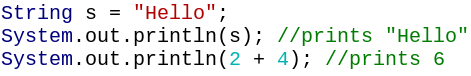 String s = "Hello";
System.out.println(s); //prints "Hello"
System.out.println(2 + 4); //prints 6